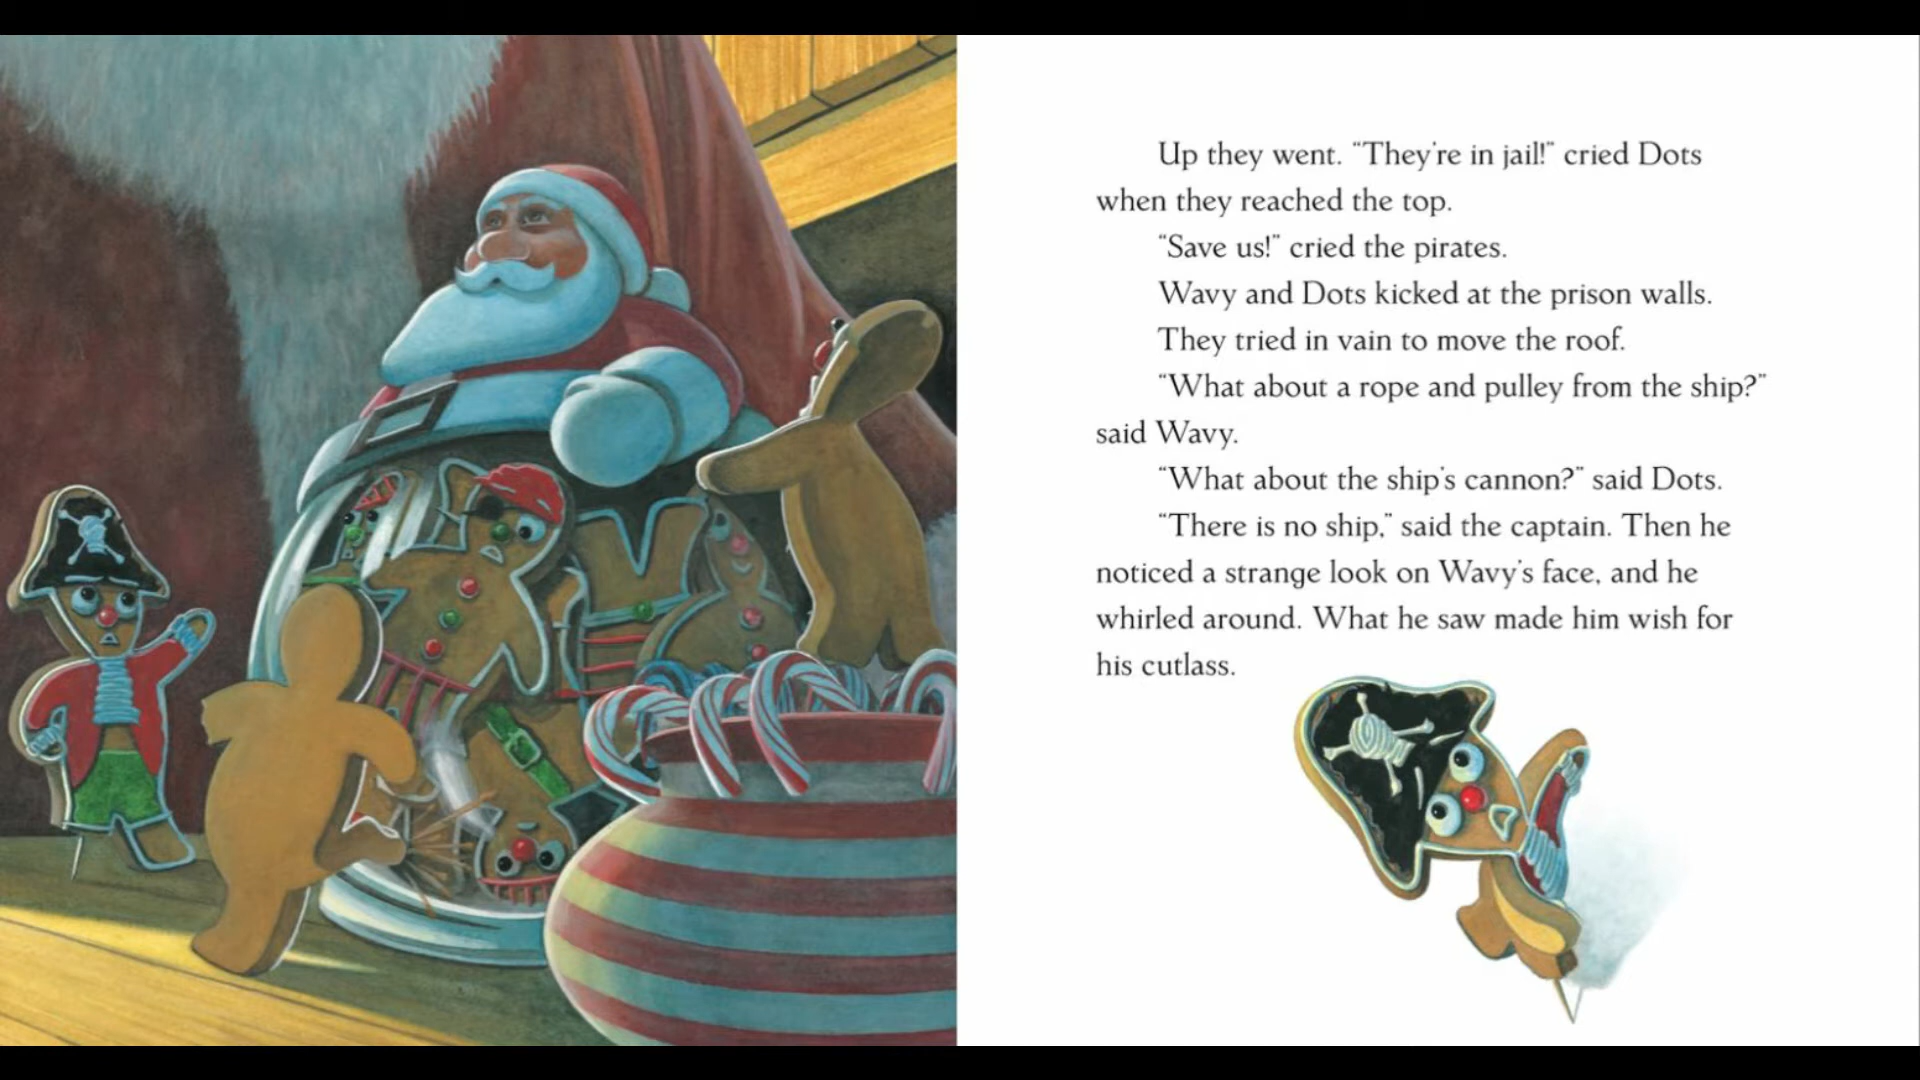 Up they went. “They’re in jail!” cried Dots
when they reached the top.
“Save us!” cried the pirates.
Wavy and Dots kicked at the prison walls.
They tried in vain to move the roof.
“What about a rope and pulley from the ship?”
said Wavy.
“What about the ship’s cannon?” said Dots.
“There is no ship,” said the captain. Then he
noticed a strange look on Wavy’s face, and he
whirled around. What he saw made him wish for
his cutlass.